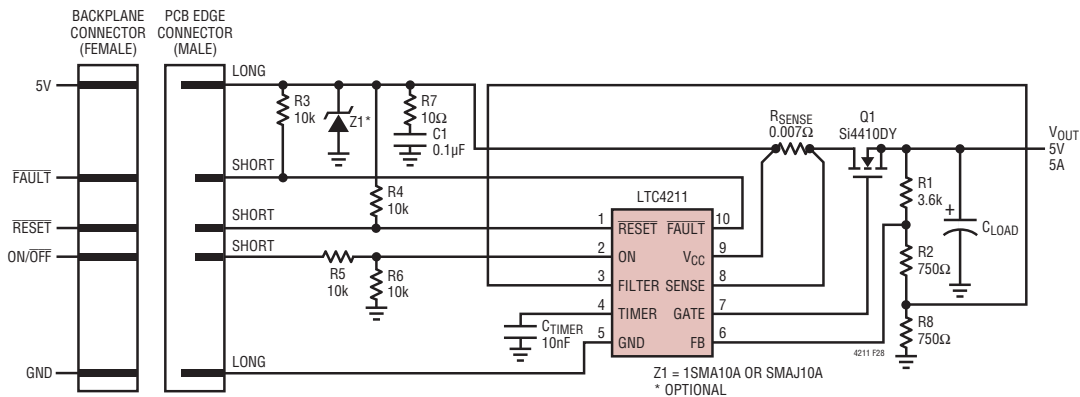 BACKPLANE
CONNECTOR
(FEMALE)
PCB EDGE
CONNECTOR
(MALE)
LONG
5V
R3
10k
Z1*
R7
10Ω
C1
0.1µF
RSENSE
0.007Ω
Q1
Si4410DY
VOUT
5V
5A
SHORT
FAULT
R4
10k
R1
3.6k
+
CLOAD
SHORT
RESET
LTC4211
1
RESET
FAULT
10
SHORT
ON/OFF
R5
10k
R6
10k
2
ON
VCC
9
R2
750Ω
3
FILTER
SENSE
8
4
TIMER
GATE
7
CTIMER
10nF
R8
750Ω
5
GND
FB
6
4211 F28
LONG
GND
Z1 = 1SMA10A OR SMAJ10A
* OPTIONAL